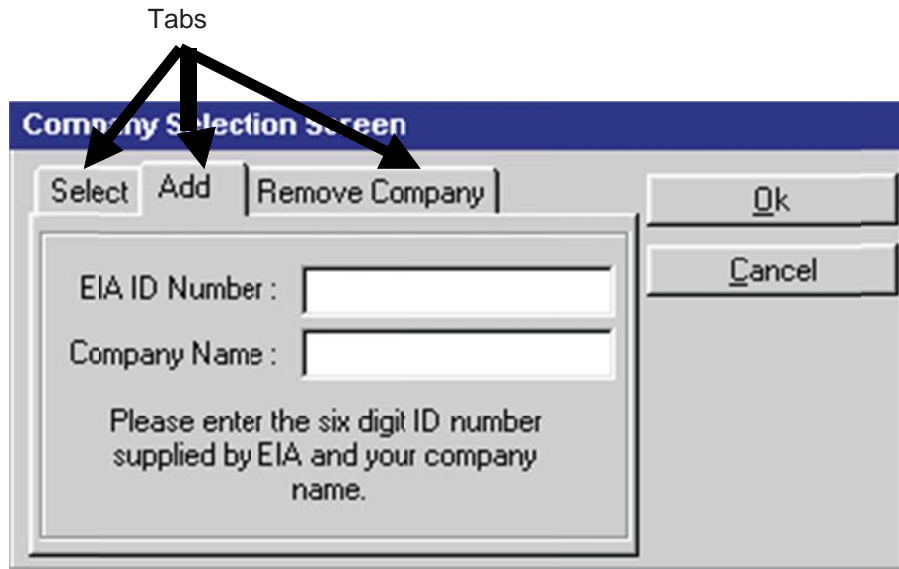 Tabs
Company Selection Screen
Select Add Remove Company
Ok
Cancel
EIA ID Number :
Company Name :
Please enter the six digit ID number
supplied by EIA and your company
name.